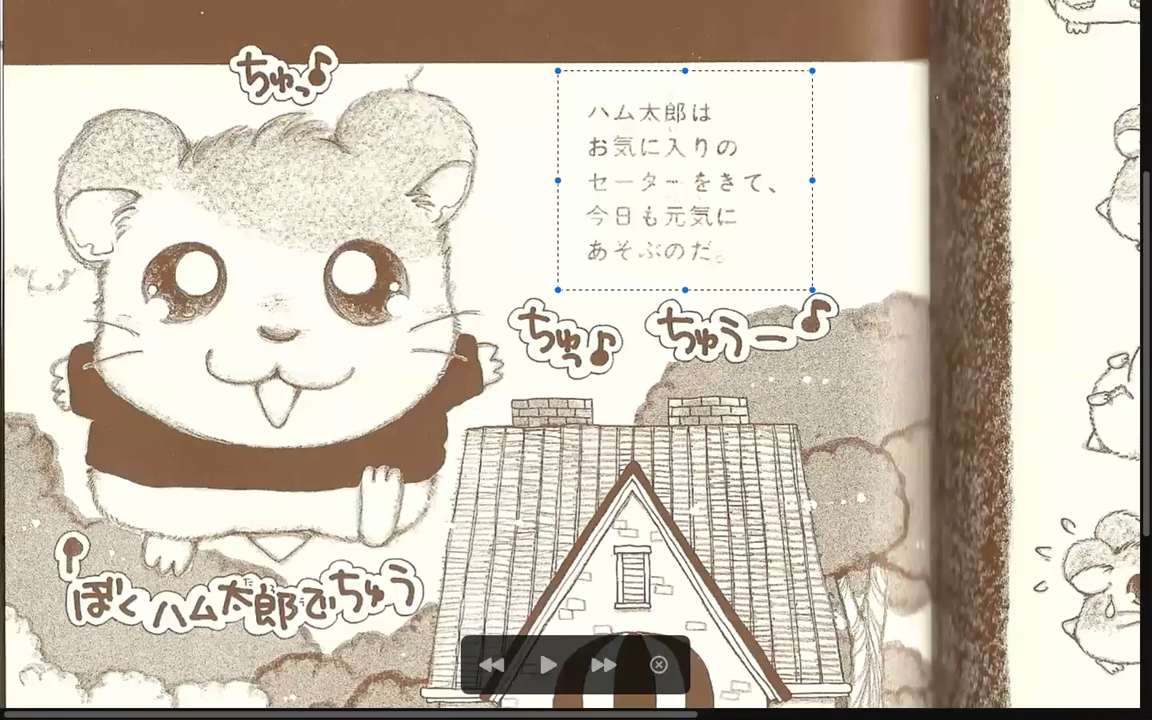 ちゅっ♪
ハム太郎は
お気に入りの
セーターをきて、
今日も元気に
あそぶのだ。
ちゅっ♪
ちゅうー♪
ぼくハム太郎でちゅう